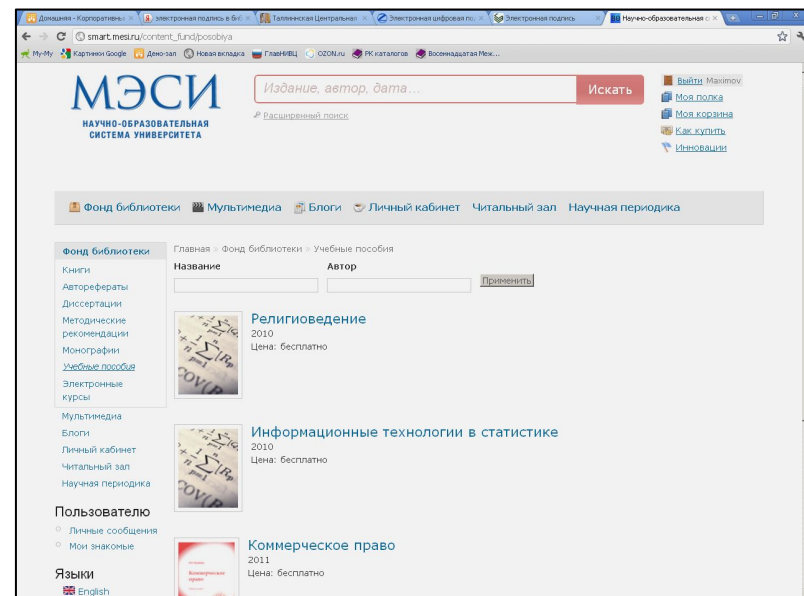 Домашняя - Корпоративны
электронная подпись в би
Таллиннская Центральная
Электронная цифровая по
Электронная подпись
Научно-образовательная с
smart.mesi.ru/content_fund/posobiya
My-My Картинки Google Демо-зал Новая вкладка ГлавНИВЦ OZON.ru РК каталогов Восемнадцатая Меж...
МЭСИ
НАУЧНО-ОБРАЗОВАТЕЛЬНАЯ
СИСТЕМА УНИВЕРСИТЕТА
Издание, автор, дата...
Искать
Расширенный поиск
Выйти Maximov
Моя полка
Моя корзина
Как купить
Инновации
Фонд библиотеки Мультимедиа Блоги Личный кабинет Читальный зал Научная периодика
Фонд библиотеки
Книги
Авторефераты
Диссертации
Методические
рекомендации
Монографии
Учебные пособия
Электронные
курсы
Мультимедиа
Блоги
Личный кабинет
Читальный зал
Научная периодика
Пользователю
Личные сообщения
Мои знакомые
Языки
English
Главная » Фонд библиотеки » Учебные пособия
Название Автор
Применить
Религиоведение
2010
Цена: бесплатно
Информационные технологии в статистике
2010
Цена: бесплатно
Коммерческое право
2011
Цена: бесплатно
Коммерческое
право